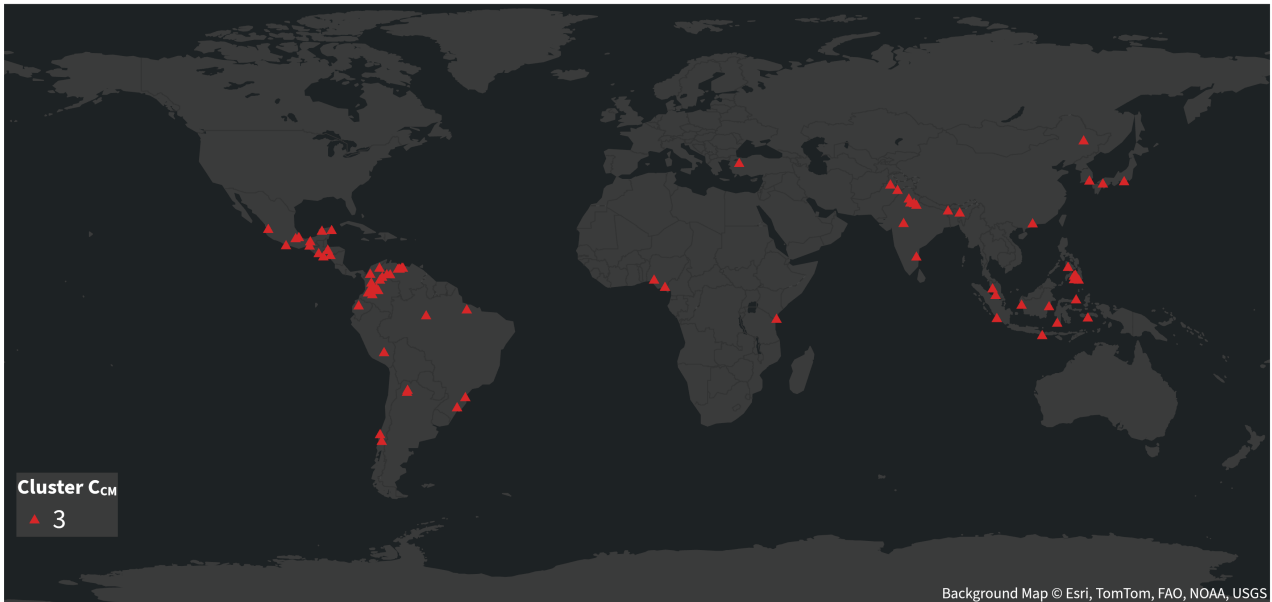 Cluster C_CM
3
Background Map © Esri, TomTom, FAO, NOAA, USGS